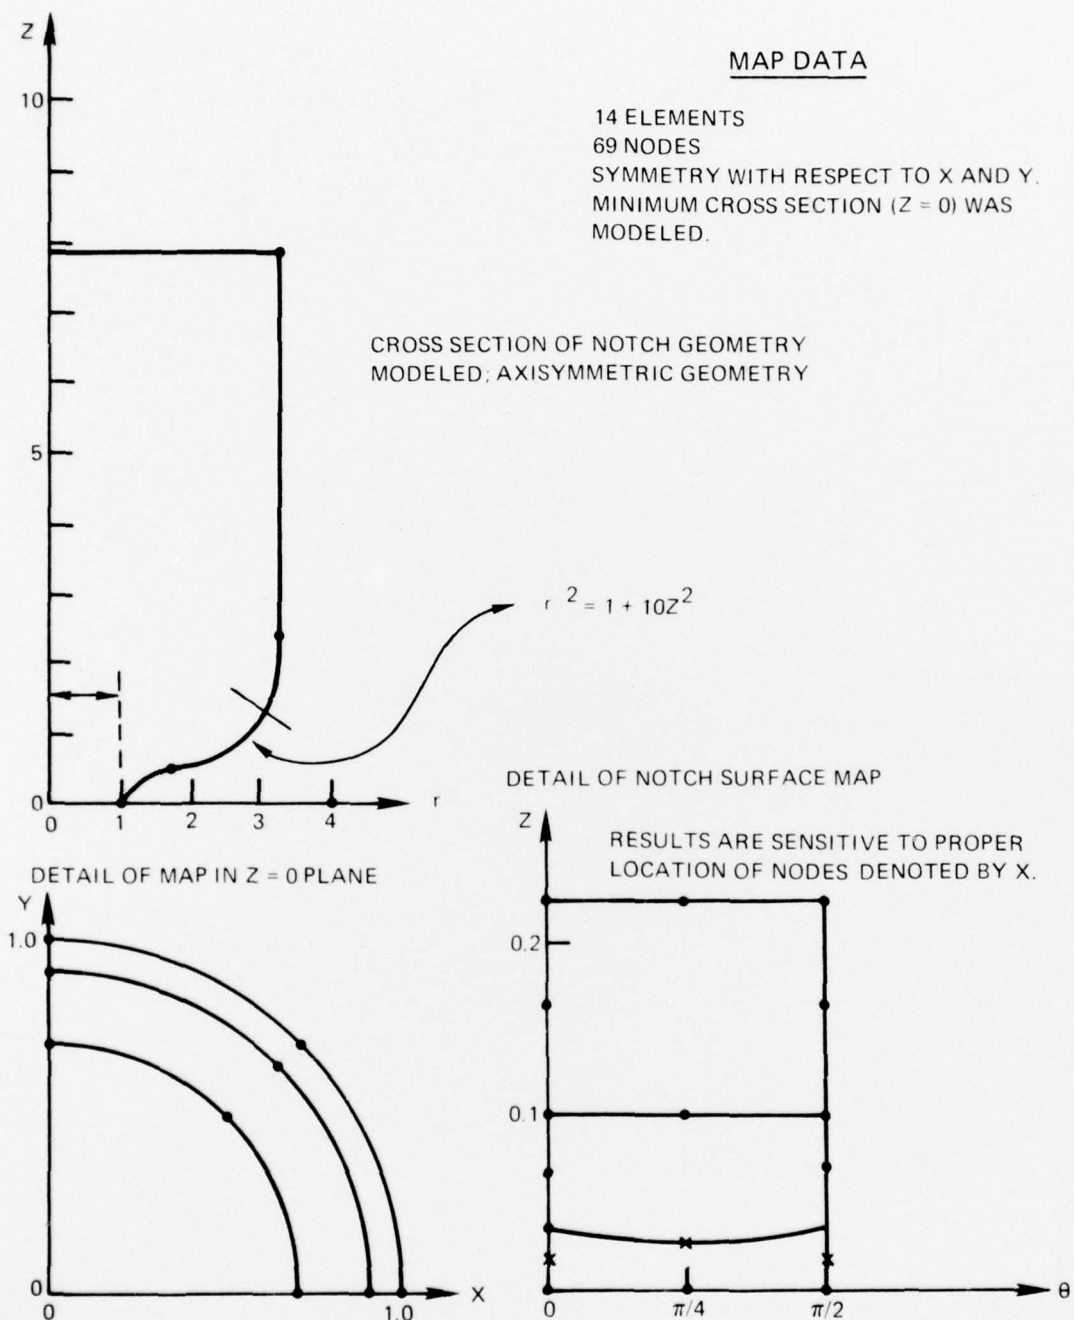 Z
MAP DATA
10
14 ELEMENTS
69 NODES
SYMMETRY WITH RESPECT TO X AND Y.
MINIMUM CROSS SECTION (Z = 0) WAS
MODELED.
CROSS SECTION OF NOTCH GEOMETRY
MODELED; AXISYMMETRIC GEOMETRY
5
r² = 1 + 10Z²
0
0 1 2 3 4 r
DETAIL OF MAP IN Z = 0 PLANE
Y
1.0
0
0 1.0 X
DETAIL OF NOTCH SURFACE MAP
Z
RESULTS ARE SENSITIVE TO PROPER
LOCATION OF NODES DENOTED BY X.
0.2
0.1
0 π/4 π/2 θ